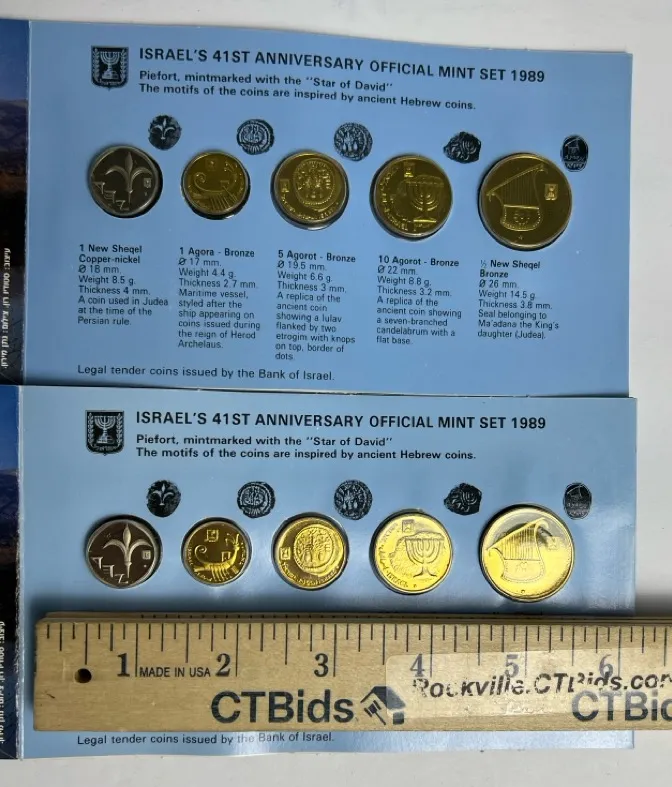 ISRAEL'S 41ST ANNIVERSARY OFFICIAL MINT SET 1989
Piefort, mintmarked with the "Star of David"
The motifs of the coins are inspired by ancient Hebrew coins.
1 New Sheqel
Copper-nickel
Ø 18 mm.
Weight 8.5 g.
Thickness 4 mm.
A coin used in Judea
at the time of the
Persian rule.
1 Agora - Bronze
Ø 17 mm.
Weight 4.4 g.
Thickness 2.7 mm.
Maritime vessel,
styled after the
ship appearing on
coins issued during
the reign of Herod
Archelaus.
5 Agorot - Bronze
Ø 19.5 mm.
Weight 6.6 g.
Thickness 3 mm.
A replica of the
ancient coin
showing a lulav
flanked by two
etrogim with knops
on top, border of
dots.
10 Agorot - Bronze
Ø 22 mm.
Weight 8.8 g.
Thickness 3.2 mm.
A replica of the
ancient coin showing
a seven-branched
candelabrum with a
flat base.
½ New Sheqel
Bronze
Ø 26 mm.
Weight 14.5 g.
Thickness 3.8 mm.
Seal belonging to
Ma'adana the King's
daughter (Judea).
Legal tender coins issued by the Bank of Israel.
ISRAEL'S 41ST ANNIVERSARY OFFICIAL MINT SET 1989
Piefort, mintmarked with the "Star of David"
The motifs of the coins are inspired by ancient Hebrew coins.
1 MADE IN USA 2 3 4 5 6
CTBids Rockville.CTBids.com CTBid
Legal tender coins issued by the Bank of Israel.